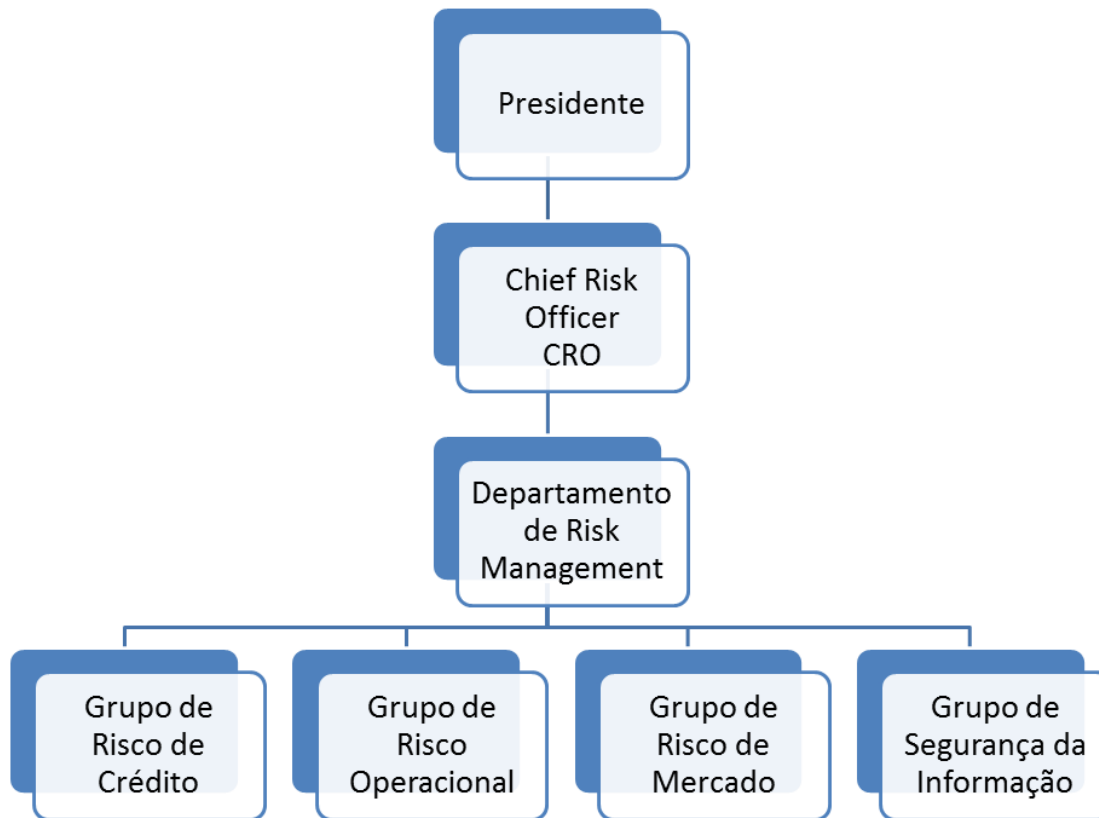 Presidente
Chief Risk
Officer
CRO
Departamento
de Risk
Management
Grupo de
Risco de
Crédito
Grupo de
Risco
Operacional
Grupo de
Risco de
Mercado
Grupo de
Segurança da
Informação